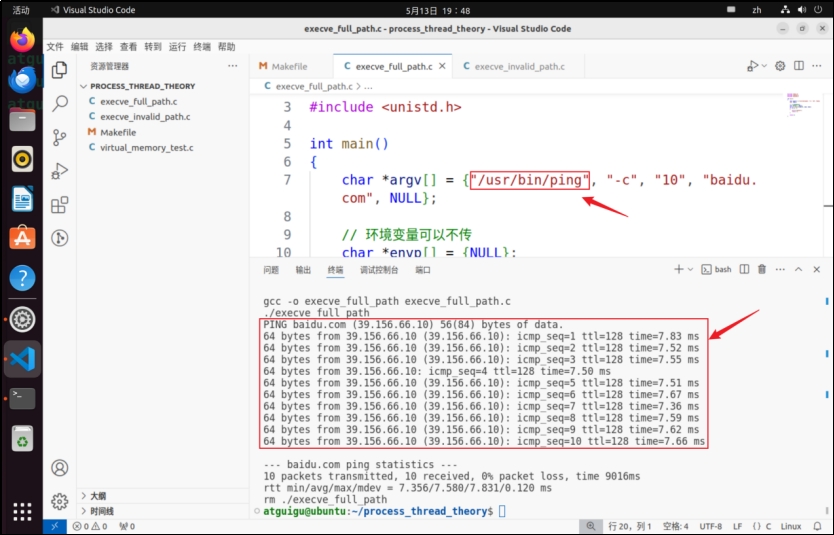 活动
Visual Studio Code
5月13日 19:48
zh
execve_full_path.c - process_thread_theory - Visual Studio Code
文件 编辑 选择 查看 转到 运行 终端 帮助
资源管理器
PROCESS_THREAD_THEORY
C execve_full_path.c
C execve_invalid_path.c
M Makefile
C virtual_memory_test.c
大纲
时间线
M Makefile
C execve_full_path.c
C execve_invalid_path.c
C execve_full_path.c > ...
3 #include <unistd.h>
4
5 int main()
6 {
7 char *argv[] = {"/usr/bin/ping", "-c", "10", "baidu.
com", NULL};
8
9 // 环境变量可以不传
10 char *envp[] = {NULL};
问题 输出 终端 调试控制台 端口
bash
gcc -o execve_full_path execve_full_path.c
./execve_full_path
PING baidu.com (39.156.66.10) 56(84) bytes of data.
64 bytes from 39.156.66.10 (39.156.66.10): icmp_seq=1 ttl=128 time=7.83 ms
64 bytes from 39.156.66.10 (39.156.66.10): icmp_seq=2 ttl=128 time=7.52 ms
64 bytes from 39.156.66.10 (39.156.66.10): icmp_seq=3 ttl=128 time=7.55 ms
64 bytes from 39.156.66.10: icmp_seq=4 ttl=128 time=7.50 ms
64 bytes from 39.156.66.10 (39.156.66.10): icmp_seq=5 ttl=128 time=7.51 ms
64 bytes from 39.156.66.10 (39.156.66.10): icmp_seq=6 ttl=128 time=7.67 ms
64 bytes from 39.156.66.10 (39.156.66.10): icmp_seq=7 ttl=128 time=7.36 ms
64 bytes from 39.156.66.10 (39.156.66.10): icmp_seq=8 ttl=128 time=7.59 ms
64 bytes from 39.156.66.10 (39.156.66.10): icmp_seq=9 ttl=128 time=7.62 ms
64 bytes from 39.156.66.10 (39.156.66.10): icmp_seq=10 ttl=128 time=7.66 ms
--- baidu.com ping statistics ---
10 packets transmitted, 10 received, 0% packet loss, time 9016ms
rtt min/avg/max/mdev = 7.356/7.580/7.831/0.120 ms
rm ./execve_full_path
atguigu@ubuntu:~/process_thread_theory$
0 0 0
行 20，列 1 空格: 4 UTF-8 LF {} C Linux